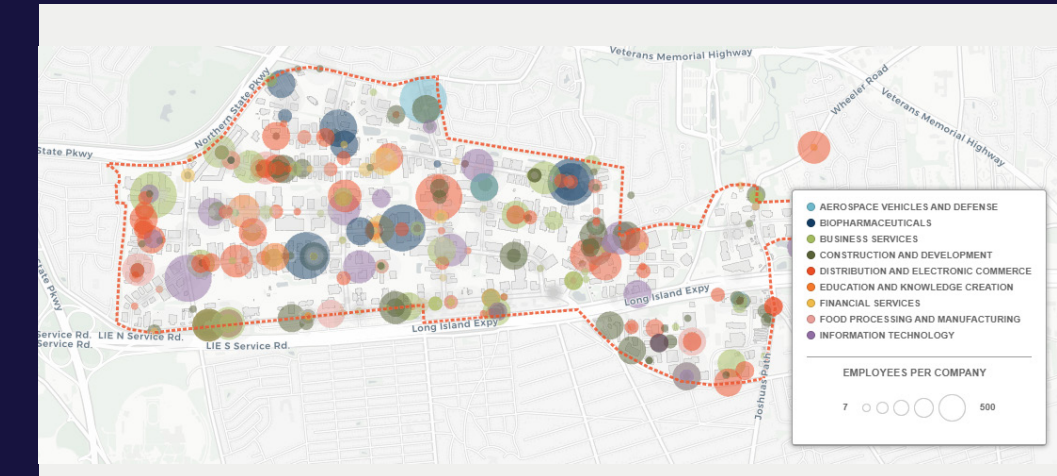 Veterans Memorial Highway
Wheeler Road
Veterans Memorial Highway
Northern State Pkwy
State Pkwy
State Pkwy
AEROSPACE VEHICLES AND DEFENSE
BIOPHARMACEUTICALS
BUSINESS SERVICES
CONSTRUCTION AND DEVELOPMENT
DISTRIBUTION AND ELECTRONIC COMMERCE
EDUCATION AND KNOWLEDGE CREATION
FINANCIAL SERVICES
FOOD PROCESSING AND MANUFACTURING
INFORMATION TECHNOLOGY
EMPLOYEES PER COMPANY
7 500
Long Island Expy
Long Island Expy
Service Rd. LIE N Service Rd.
Service Rd.
LIE S Service Rd.
Joshuas Path